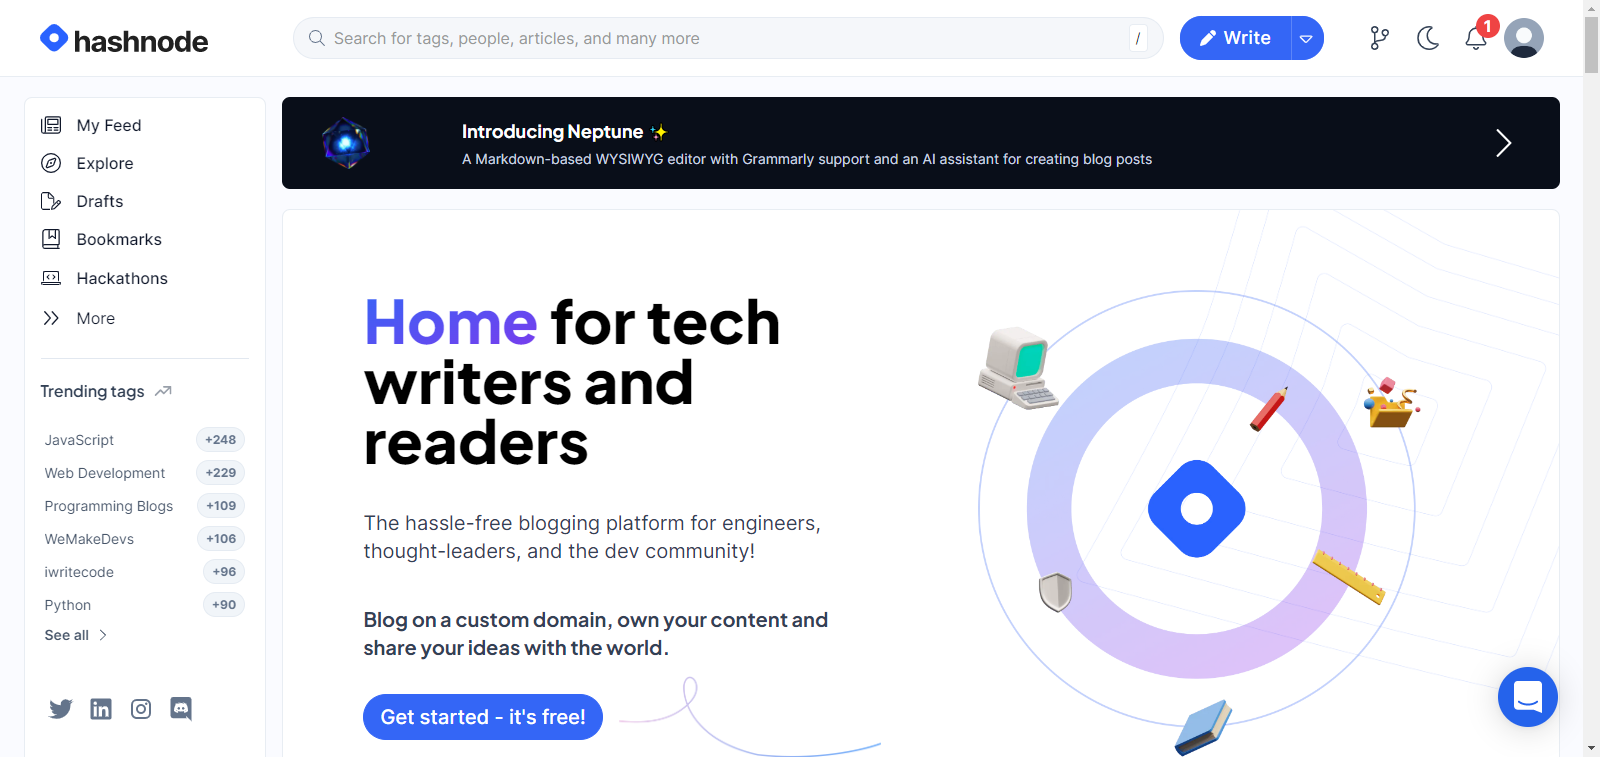 hashnode
Search for tags, people, articles, and many more
/
Write
1
My Feed
Explore
Drafts
Bookmarks
Hackathons
More
Trending tags
JavaScript +248
Web Development +229
Programming Blogs +109
WeMakeDevs +106
iwritecode +96
Python +90
See all
Introducing Neptune ✨
A Markdown-based WYSIWYG editor with Grammarly support and an AI assistant for creating blog posts
Home for tech
writers and
readers
The hassle-free blogging platform for engineers,
thought-leaders, and the dev community!
Blog on a custom domain, own your content and
share your ideas with the world.
Get started - it's free!